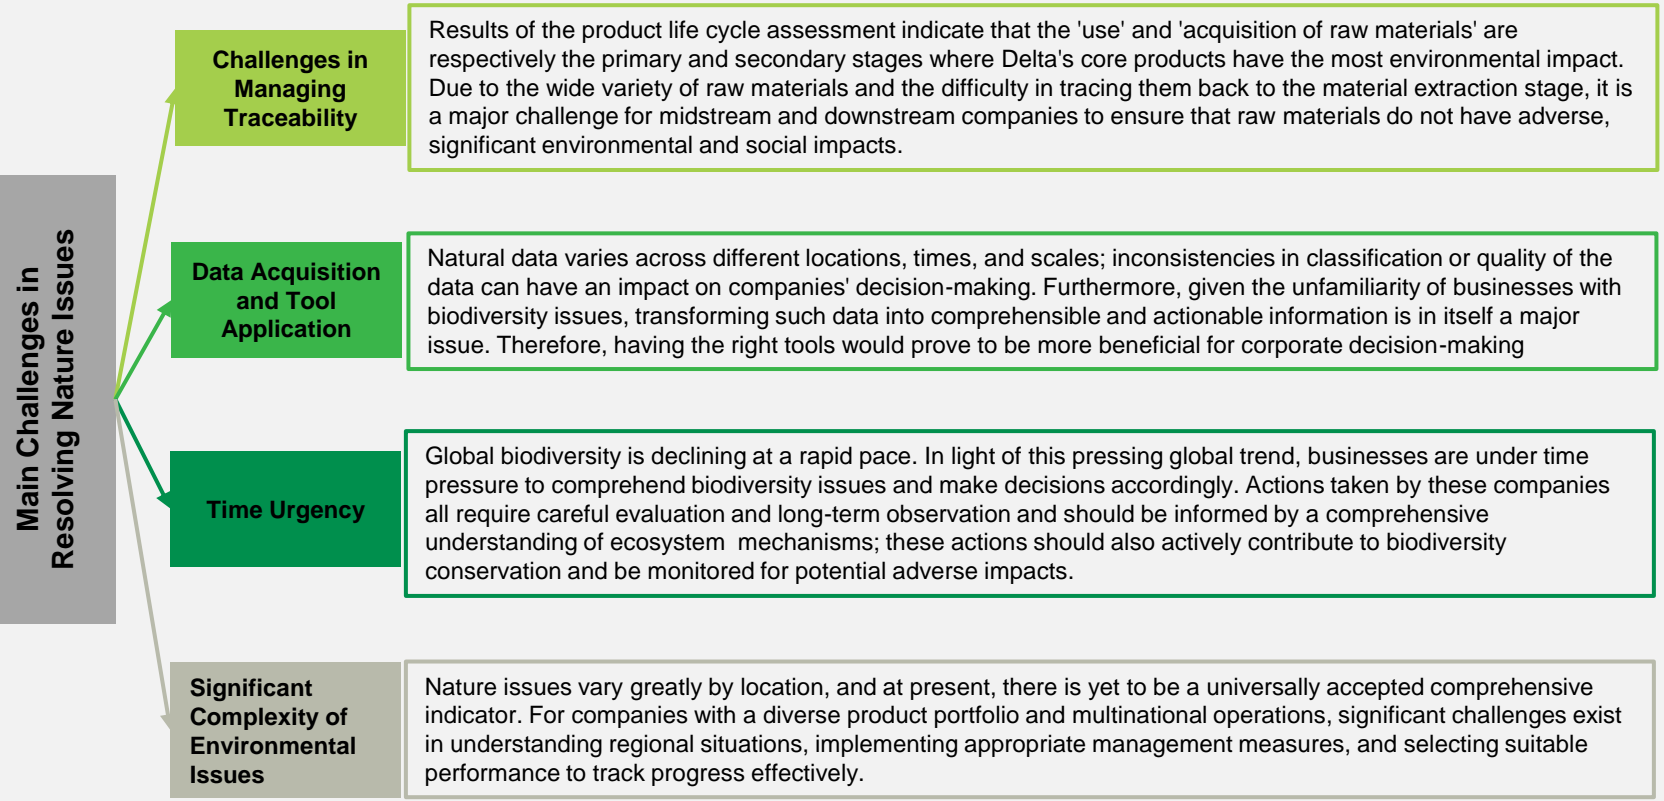 Main Challenges in
Resolving Nature Issues
Challenges in
Managing
Traceability
Results of the product life cycle assessment indicate that the 'use' and 'acquisition of raw materials' are
respectively the primary and secondary stages where Delta's core products have the most environmental impact.
Due to the wide variety of raw materials and the difficulty in tracing them back to the material extraction stage, it is
a major challenge for midstream and downstream companies to ensure that raw materials do not have adverse,
significant environmental and social impacts.
Data Acquisition
and Tool
Application
Natural data varies across different locations, times, and scales; inconsistencies in classification or quality of the
data can have an impact on companies' decision-making. Furthermore, given the unfamiliarity of businesses with
biodiversity issues, transforming such data into comprehensible and actionable information is in itself a major
issue. Therefore, having the right tools would prove to be more beneficial for corporate decision-making
Time Urgency
Global biodiversity is declining at a rapid pace. In light of this pressing global trend, businesses are under time
pressure to comprehend biodiversity issues and make decisions accordingly. Actions taken by these companies
all require careful evaluation and long-term observation and should be informed by a comprehensive
understanding of ecosystem  mechanisms; these actions should also actively contribute to biodiversity
conservation and be monitored for potential adverse impacts.
Significant
Complexity of
Environmental
Issues
Nature issues vary greatly by location, and at present, there is yet to be a universally accepted comprehensive
indicator. For companies with a diverse product portfolio and multinational operations, significant challenges exist
in understanding regional situations, implementing appropriate management measures, and selecting suitable
performance to track progress effectively.